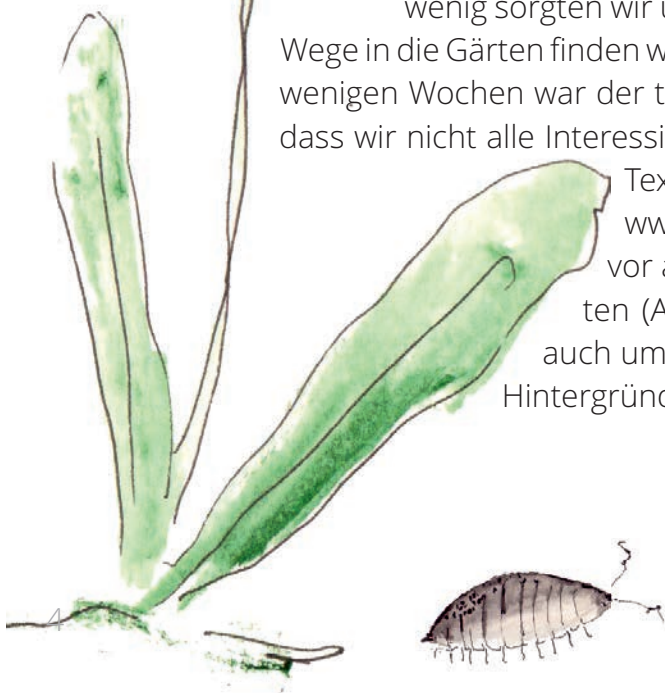 wenig sorgten wir u
Wege in die Gärten finden w
wenigen Wochen war der t
dass wir nicht alle Interessi
Tex
ww
vor a
ten (A
auch um
Hintergrün
4